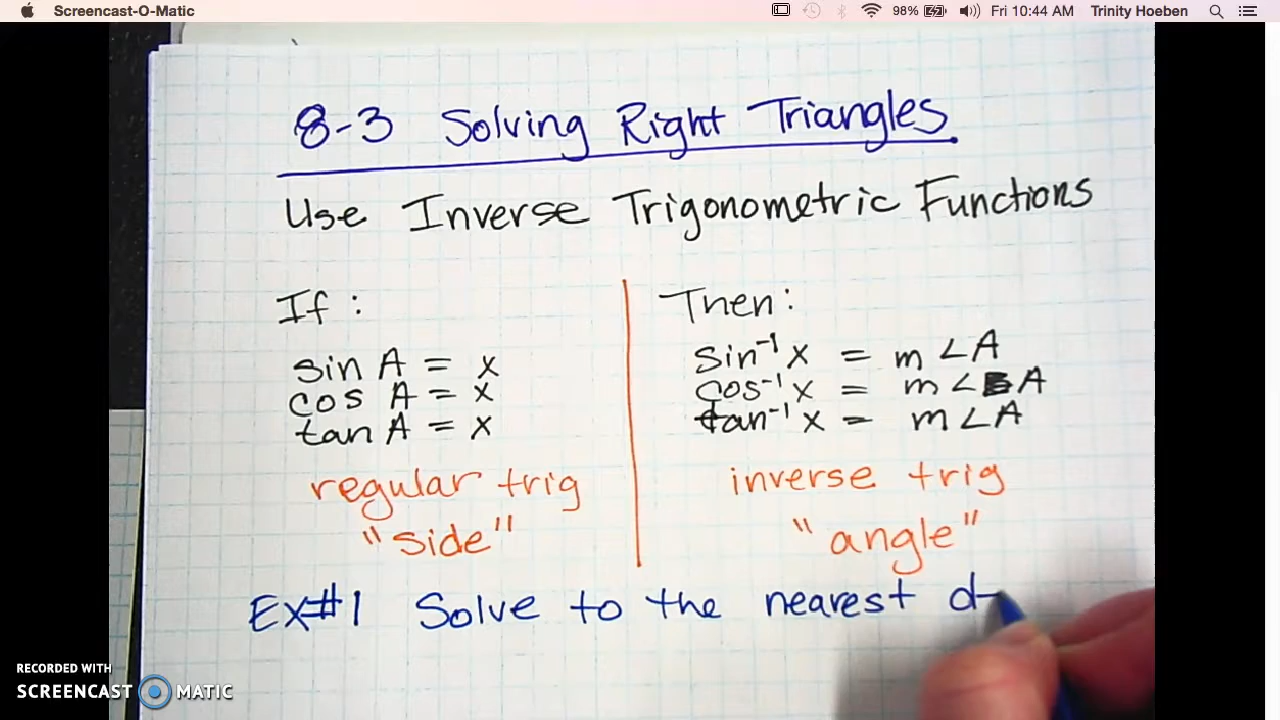 Screencast-O-Matic 98% Fri 10:44 AM Trinity Hoeben
8-3 Solving Right Triangles
Use Inverse Trigonometric Functions
If: Then:
sin A = x sin⁻¹ x = m∠A
cos A = x cos⁻¹ x = m∠A
tan A = x tan⁻¹ x = m∠A
regular trig inverse trig
"side" "angle"
Ex#1 Solve to the nearest d
RECORDED WITH
SCREENCAST O MATIC